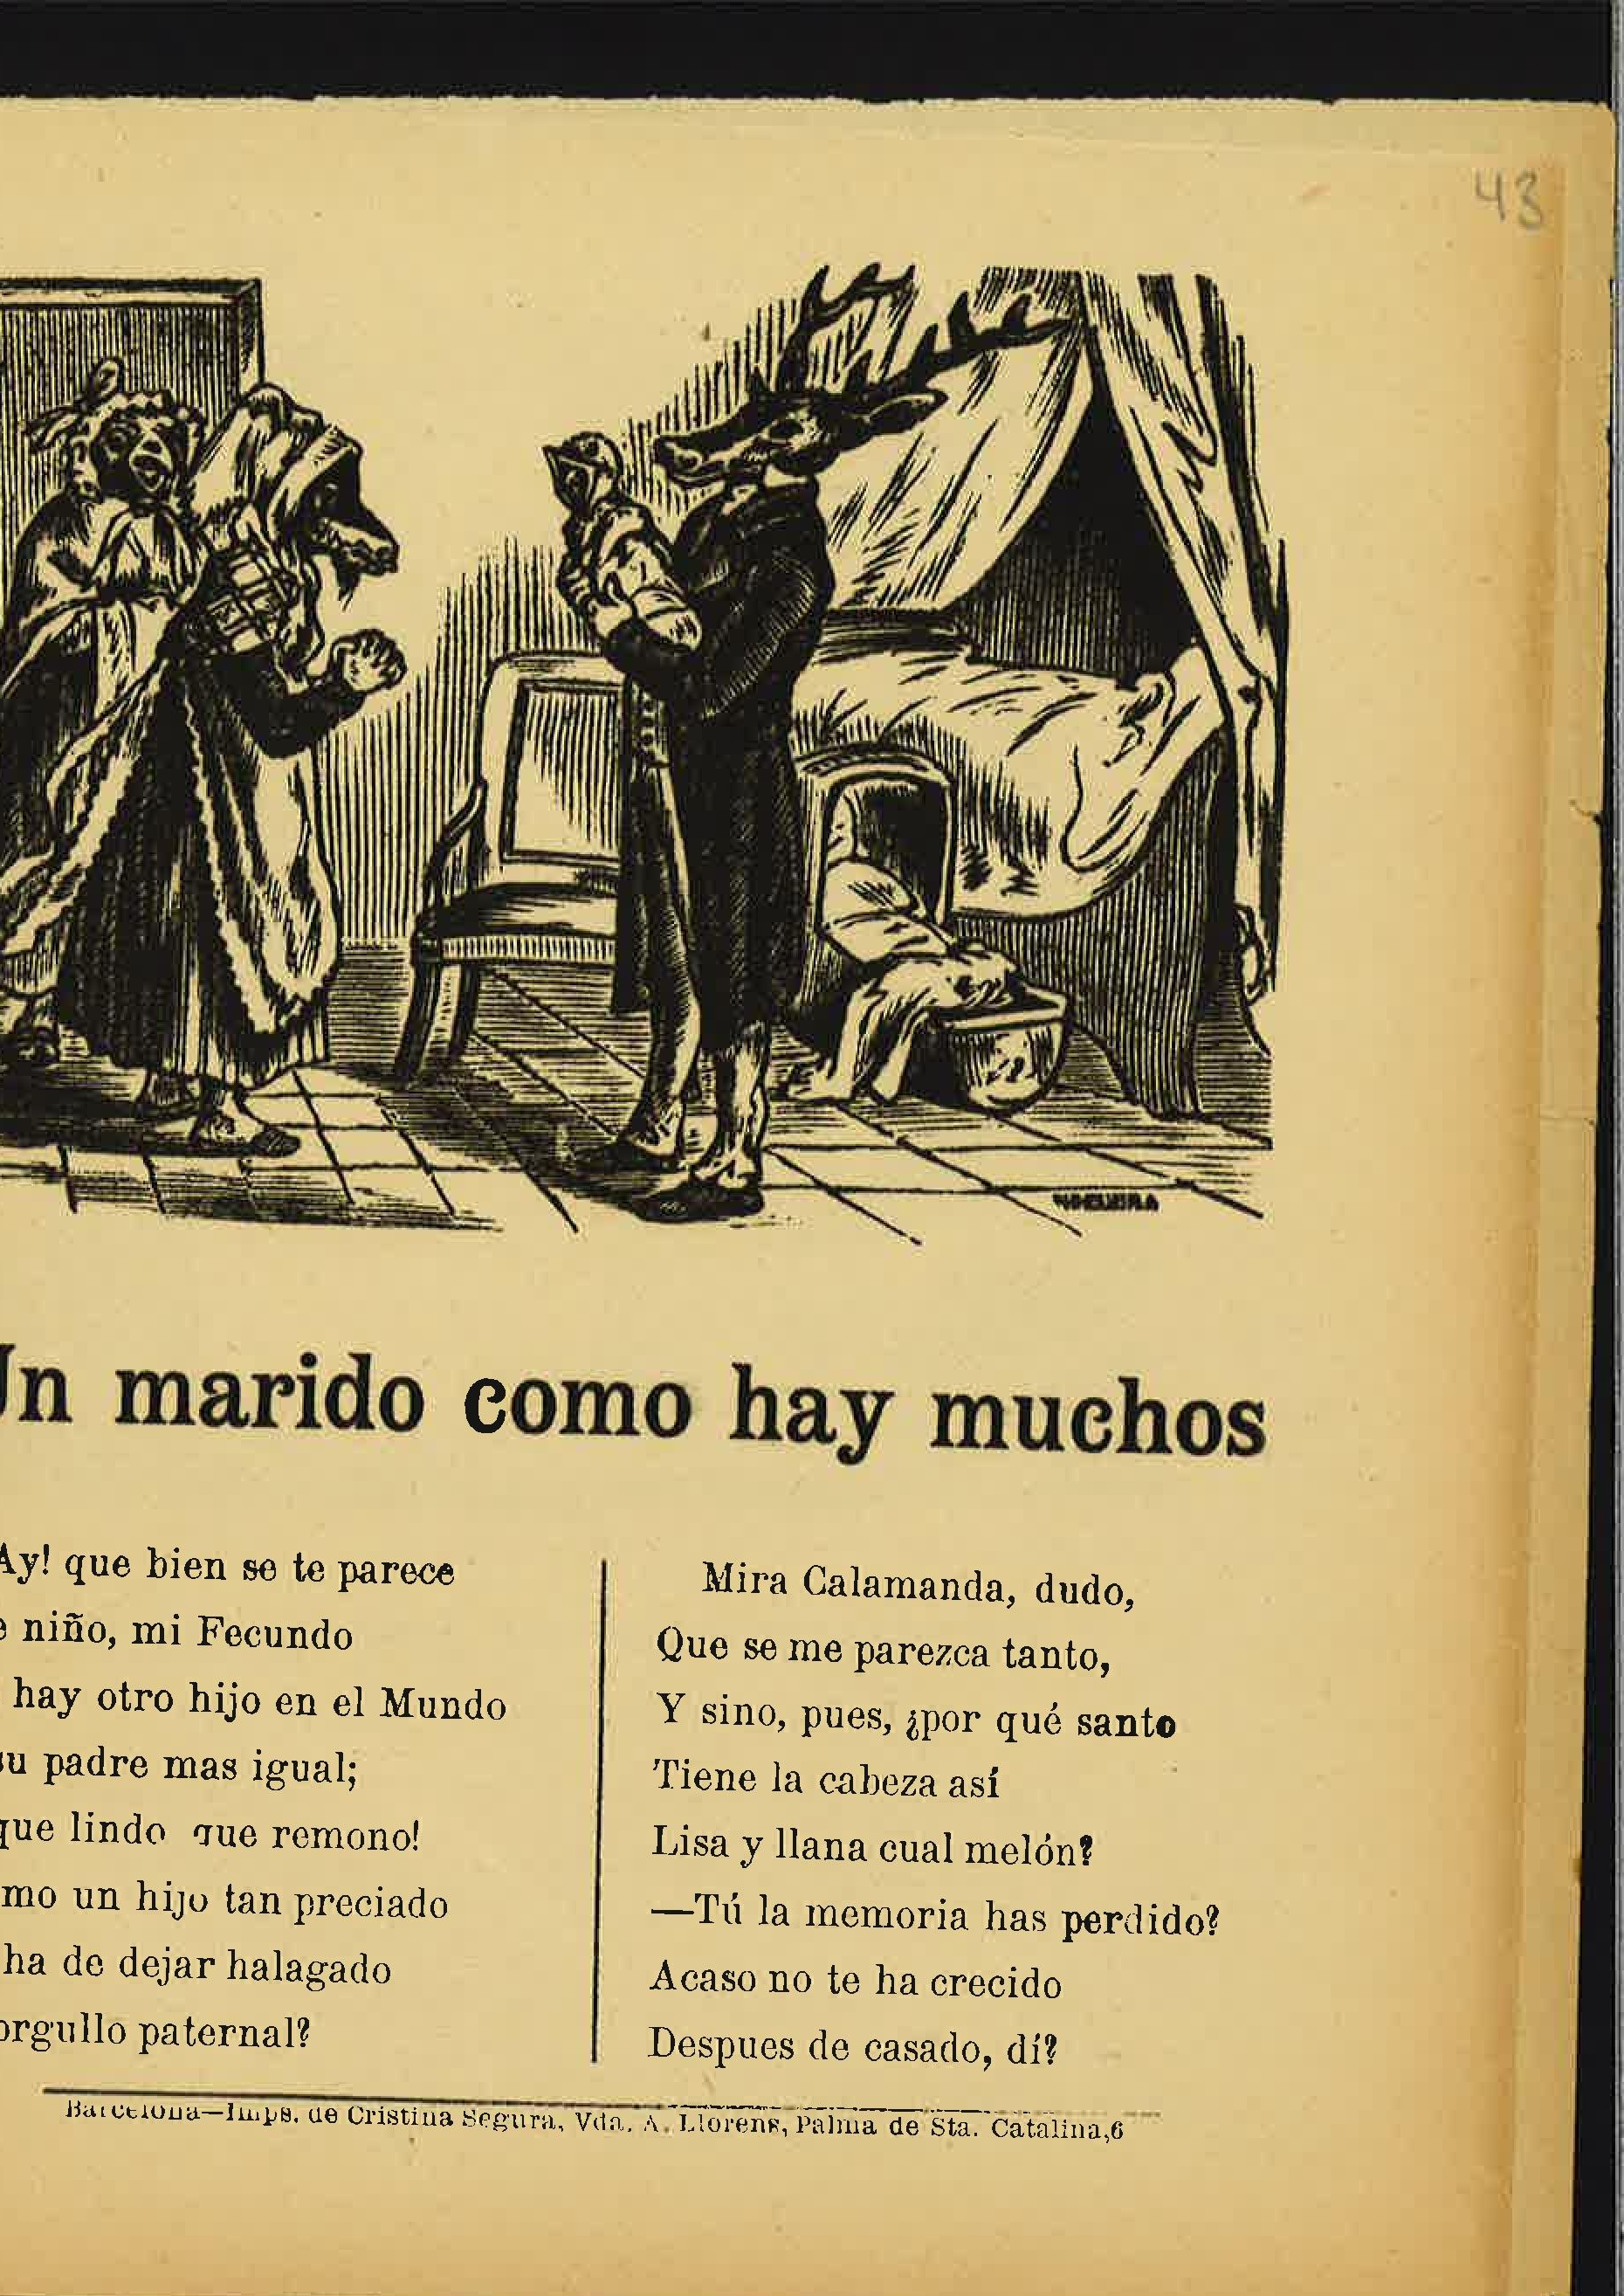 43
NOGUEIRA
Un marido como hay muchos
Ay! que bien se te parece
niño, mi Fecundo
hay otro hijo en el Mundo
su padre mas igual;
que lindo que remono!
mo un hijo tan preciado
ha de dejar halagado
orgullo paternal?
Mira Calamanda, dudo,
Que se me parezca tanto,
Y sino, pues, ¿por qué santo
Tiene la cabeza así
Lisa y llana cual melón?
—Tú la memoria has perdido?
Acaso no te ha crecido
Despues de casado, dí?
Barcelona—Imps. de Cristina Segura, Vda. A. Llorens, Palma de Sta. Catalina,6